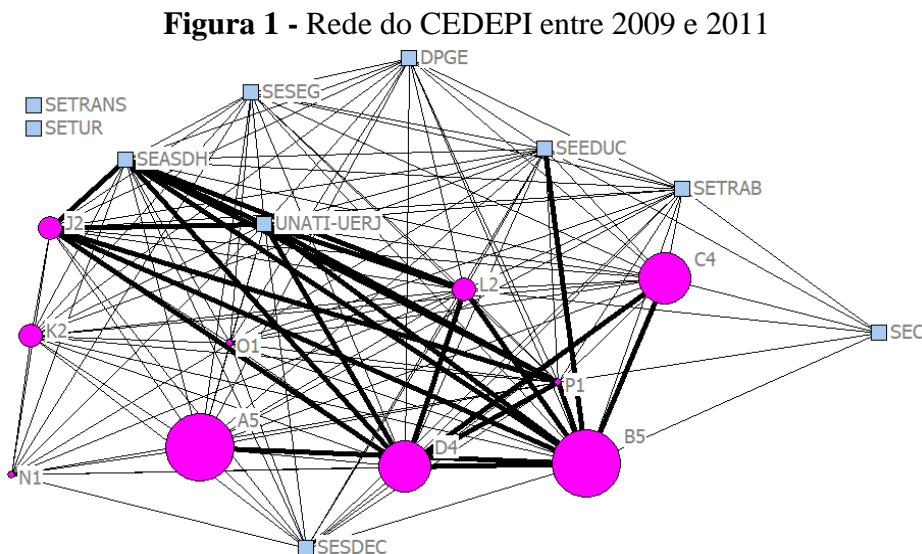 Figura 1 - Rede do CEDEPI entre 2009 e 2011
DPGE
SESEG
SETRANS
SETUR
SEEDUC
SEASDH
SETRAB
J2
UNATI-UERJ
C4
L2
K2
O1
SEC
P1
A5
B5
D4
N1
SESDEC